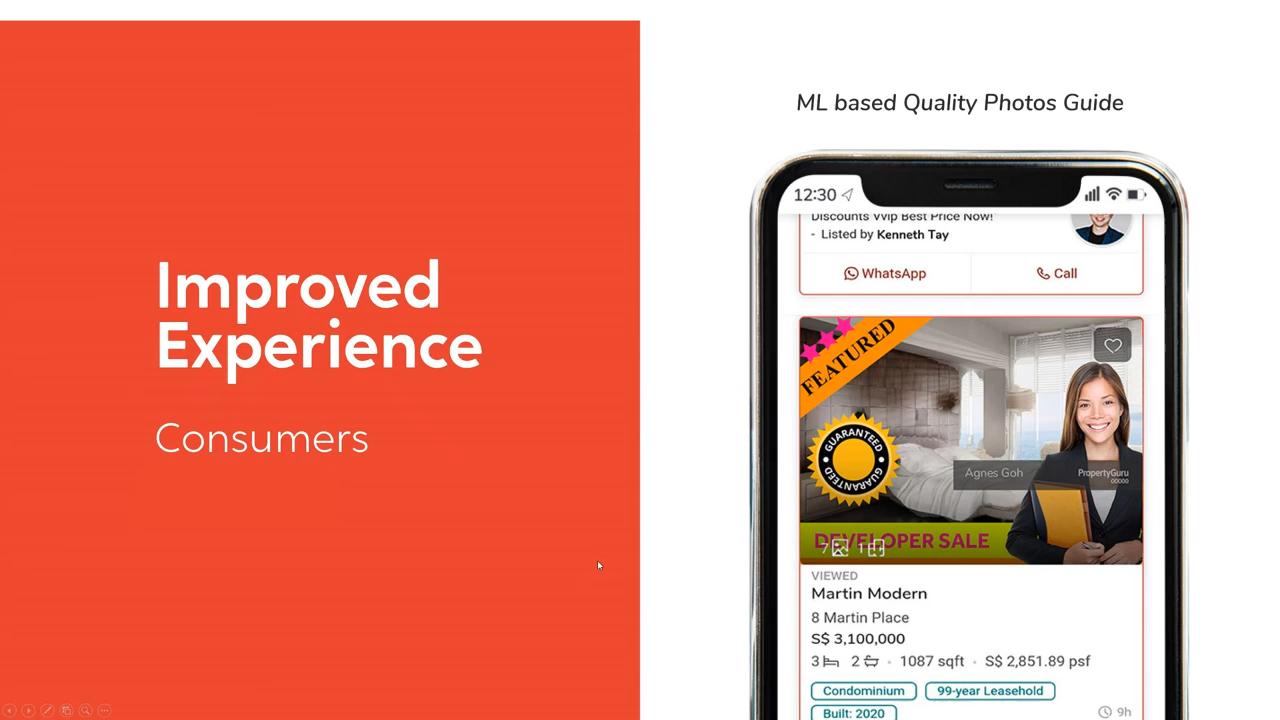 Improved
Experience
Consumers
ML based Quality Photos Guide
12:30
Discounts Vvip Best Price Now!
- Listed by Kenneth Tay
WhatsApp
Call
FEATURED
GUARANTEED
GUARANTEED
Agnes Goh
PropertyGuru
00000
DEVELOPER SALE
7
1
VIEWED
Martin Modern
8 Martin Place
S$ 3,100,000
3 2 • 1087 sqft • S$ 2,851.89 psf
Condominium
99-year Leasehold
Built: 2020
9h